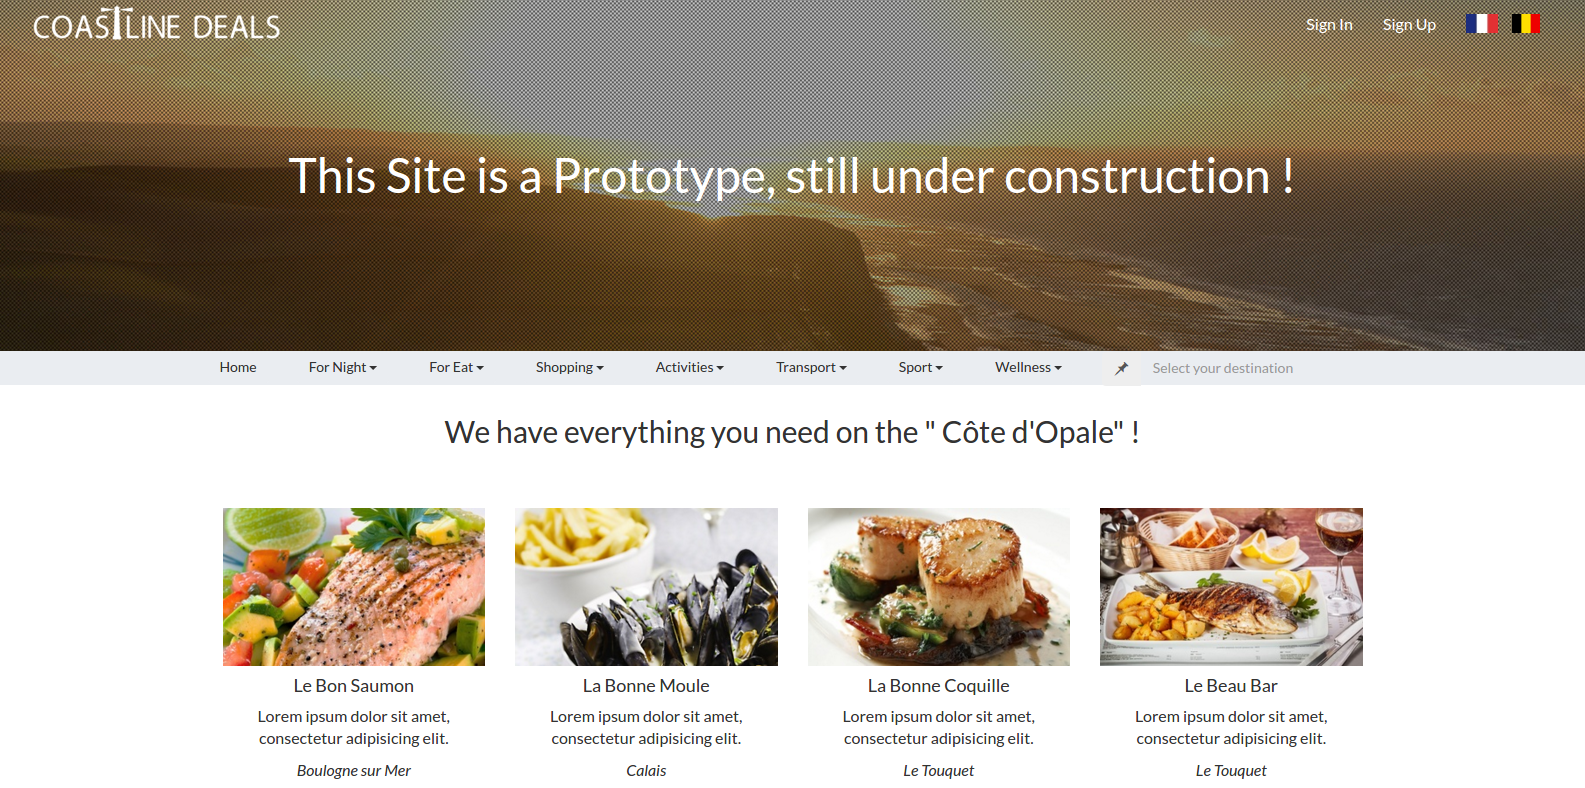 COASTLINE DEALS
Sign In
Sign Up
This Site is a Prototype, still under construction !
Home
For Night
For Eat
Shopping
Activities
Transport
Sport
Wellness
Select your destination
We have everything you need on the " Côte d'Opale" !
Le Bon Saumon
Lorem ipsum dolor sit amet,
consectetur adipisicing elit.
Boulogne sur Mer
La Bonne Moule
Lorem ipsum dolor sit amet,
consectetur adipisicing elit.
Calais
La Bonne Coquille
Lorem ipsum dolor sit amet,
consectetur adipisicing elit.
Le Touquet
Le Beau Bar
Lorem ipsum dolor sit amet,
consectetur adipisicing elit.
Le Touquet